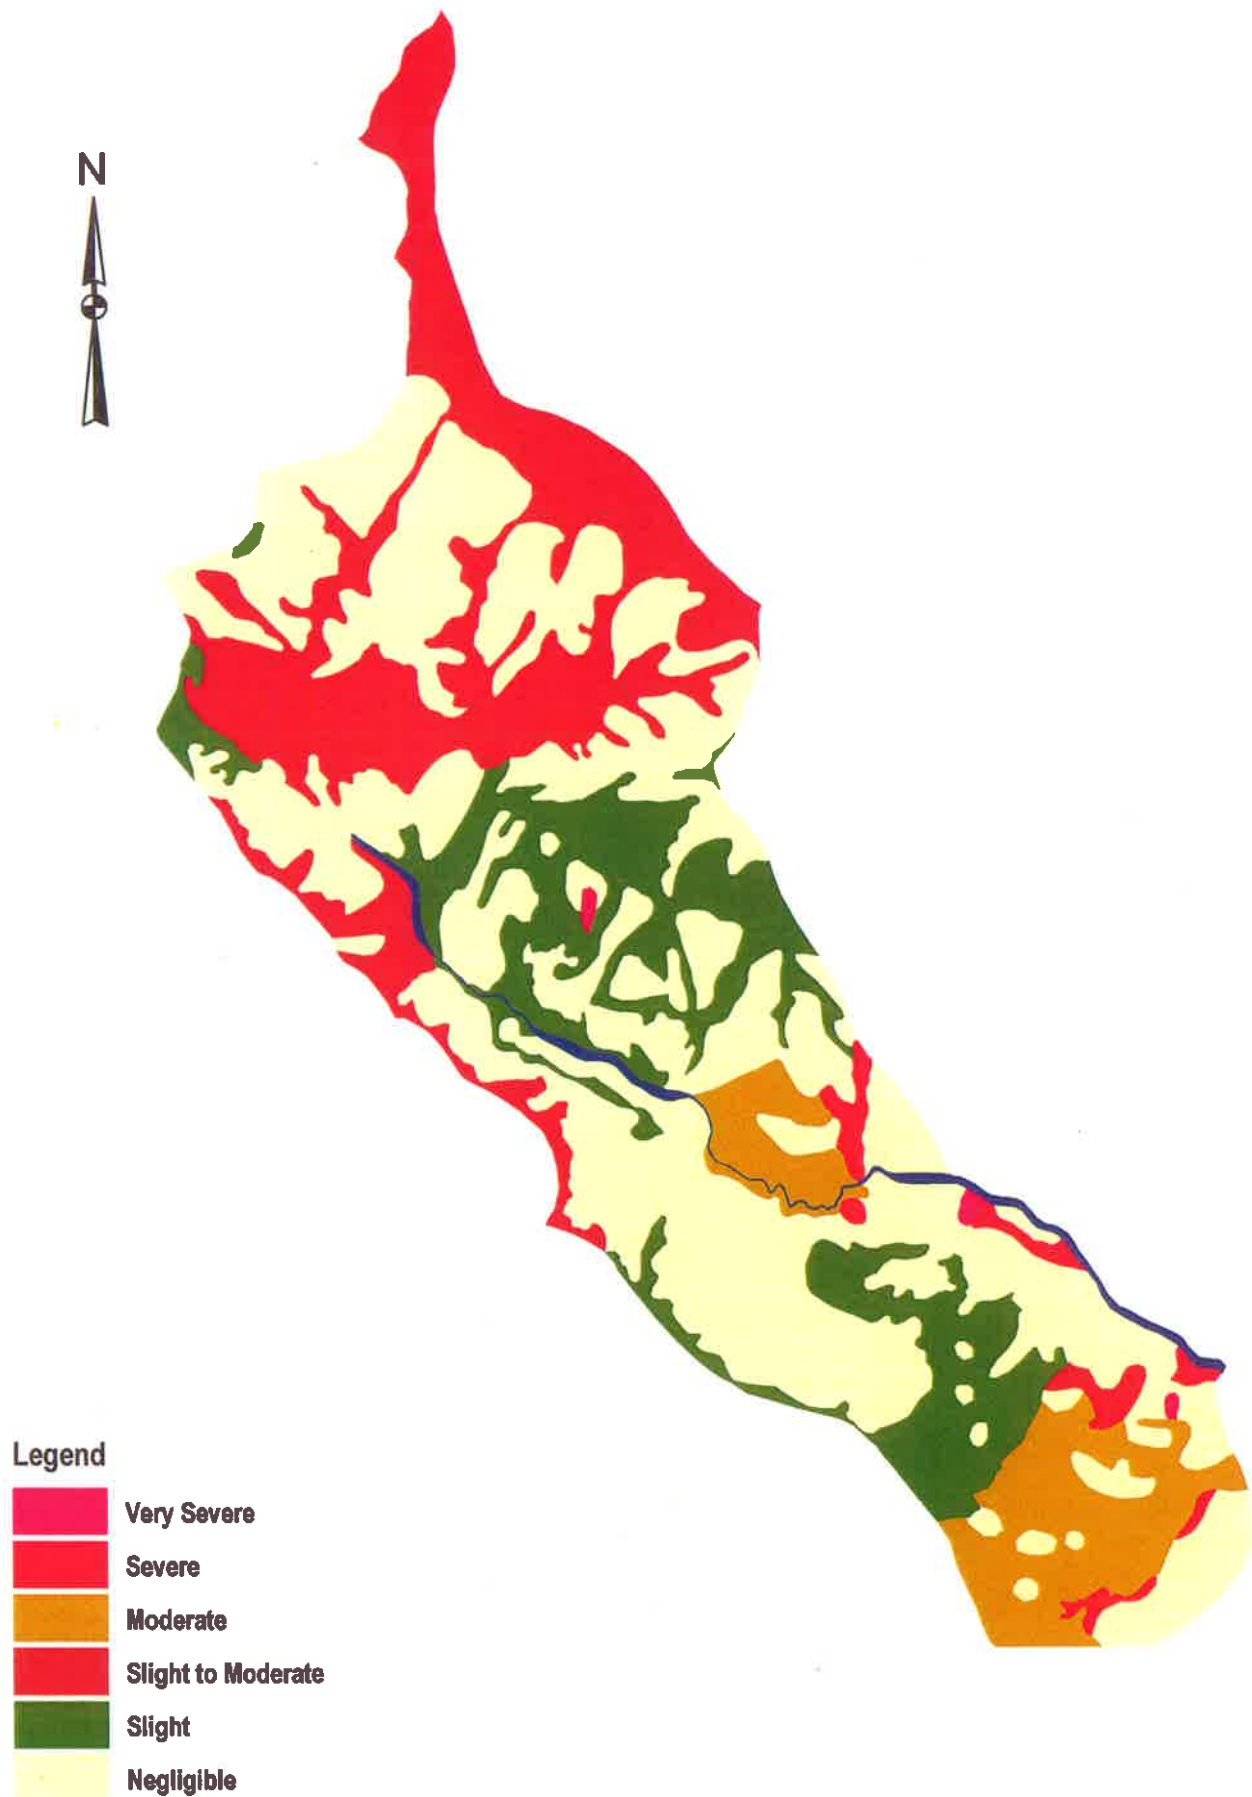 N
Legend
Very Severe
Severe
Moderate
Slight to Moderate
Slight
Negligible